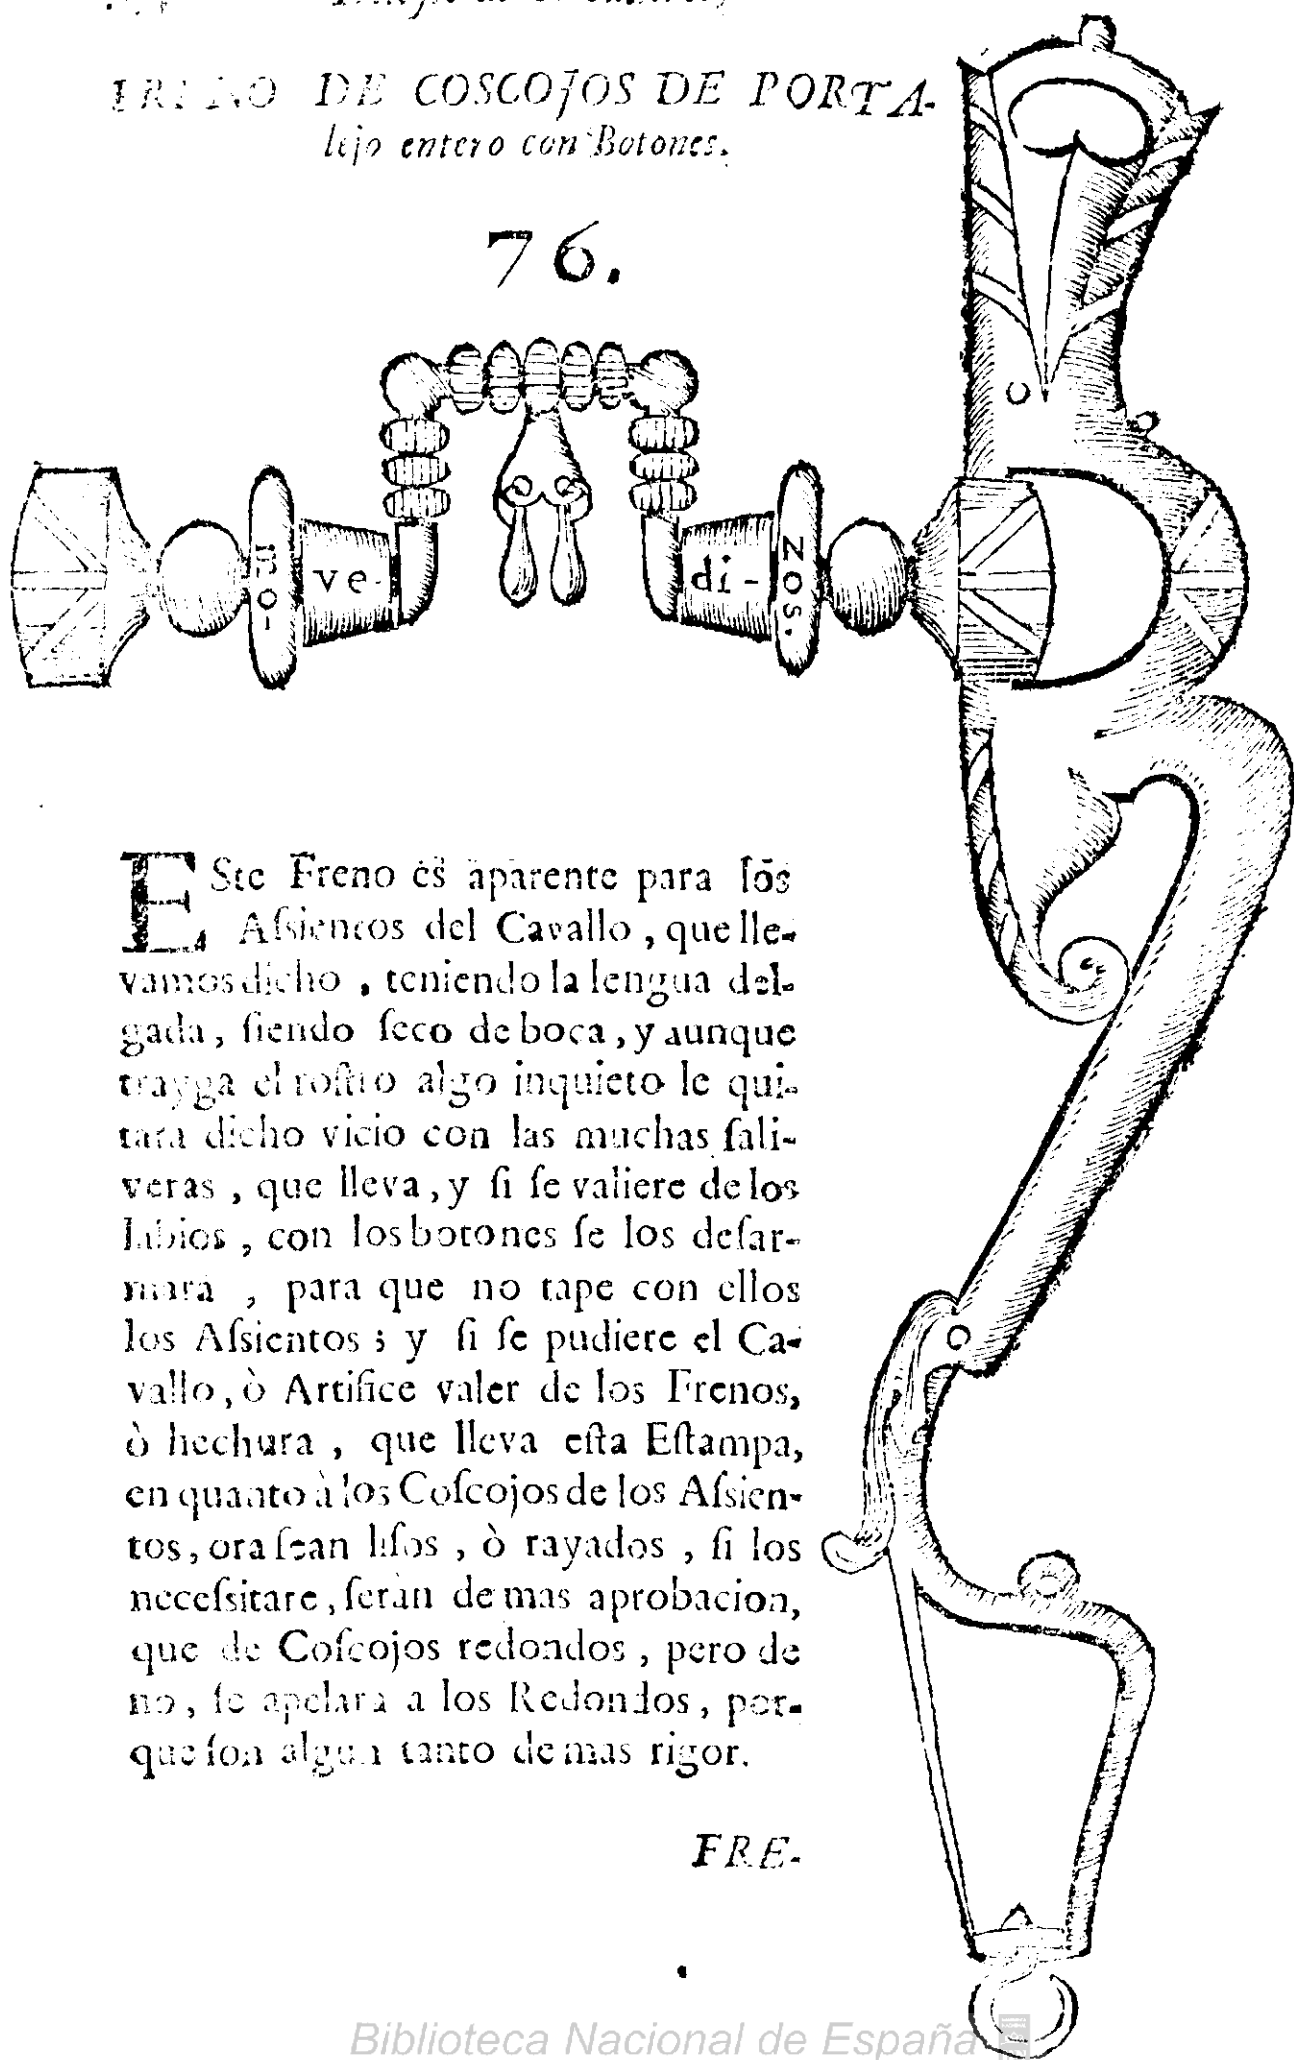 FRENO DE COSCOJOS DE PORTA-
lejo entero con Botones.
76.
mo-
ve-
di-
zos.
ESte Freno es aparente para los
Aſsientos del Cavallo, que lle-
vamos dicho, teniendo la lengua del-
gada, ſiendo ſeco de boca, y aunque
trayga el roſtro algo inquieto le qui-
tara dicho vicio con las muchas ſali-
veras, que lleva, y ſi ſe valiere de los
labios, con los botones ſe los deſar-
mará, para que no tape con ellos
los Aſsientos; y ſi ſe pudiere el Ca-
vallo, ò Artifice valer de los Frenos,
ò hechura, que lleva eſta Eſtampa,
en quanto à los Coſcojos de los Aſsien-
tos, ora ſean liſos, ò rayados, ſi los
neceſsitare, ſeràn de mas aprobacion,
que de Coſcojos redondos, pero de
no, ſe apelara a los Redondos, por-
que ſon algun tanto de mas rigor.
FRE-
Biblioteca Nacional de España